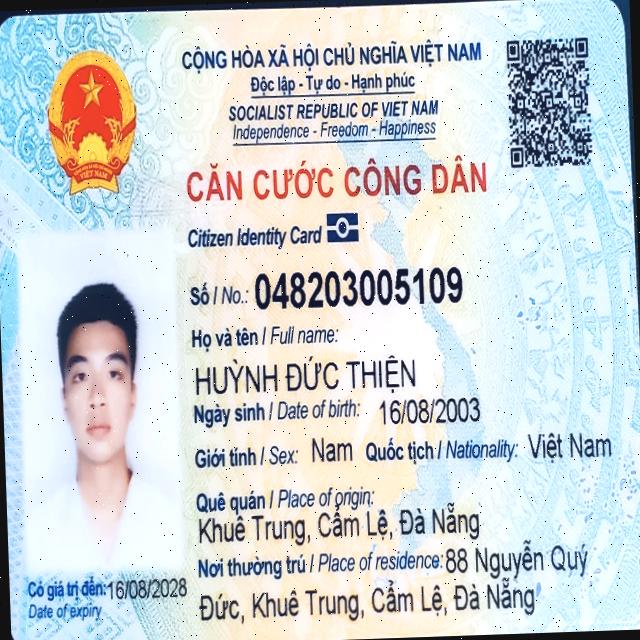 CỘNG HÒA XÃ HỘI CHỦ NGHĨA VIỆT NAM
Độc lập - Tự do - Hạnh phúc
SOCIALIST REPUBLIC OF VIET NAM
Independence - Freedom - Happiness
VIỆT NAM
CĂN CƯỚC CÔNG DÂN
Citizen Identity Card
Số / No.: 048203005109
Họ và tên / Full name:
HUỲNH ĐỨC THIỆN
Ngày sinh / Date of birth: 16/08/2003
Giới tính / Sex: Nam Quốc tịch / Nationality: Việt Nam
Quê quán / Place of origin:
Khuê Trung, Cẩm Lệ, Đà Nẵng
Nơi thường trú / Place of residence: 88 Nguyễn Quý
Đức, Khuê Trung, Cẩm Lệ, Đà Nẵng
Có giá trị đến: 16/08/2028
Date of expiry